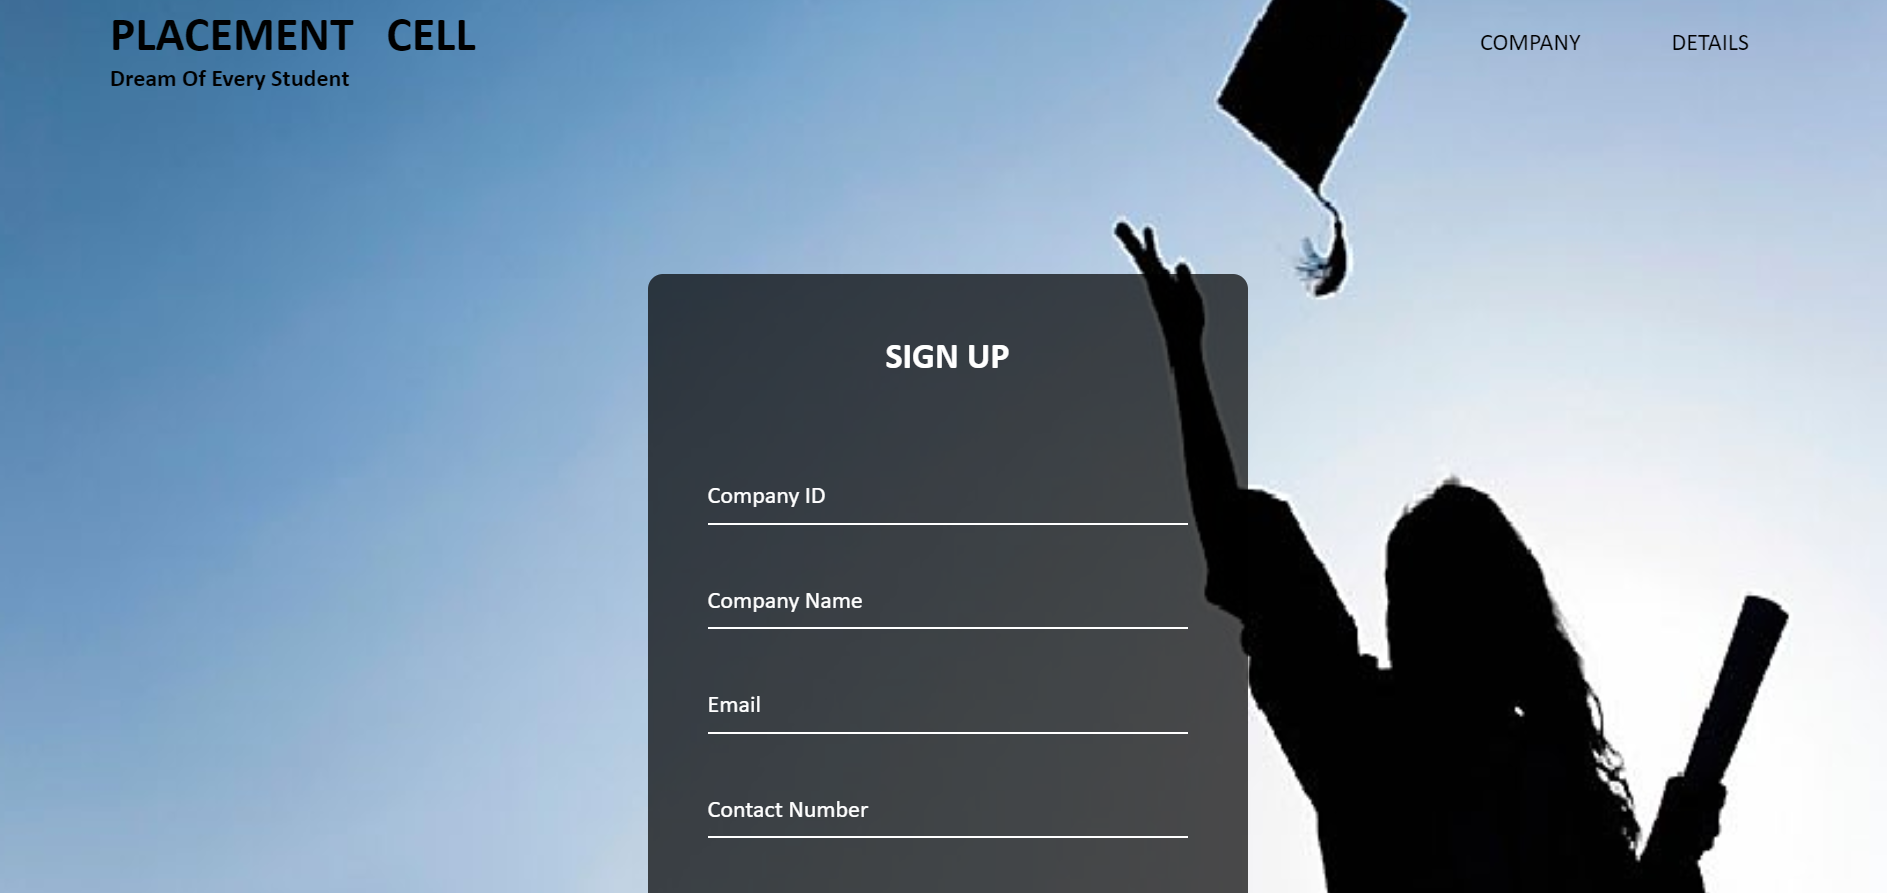 PLACEMENT CELL
Dream Of Every Student
COMPANY
DETAILS
SIGN UP
Company ID
Company Name
Email
Contact Number